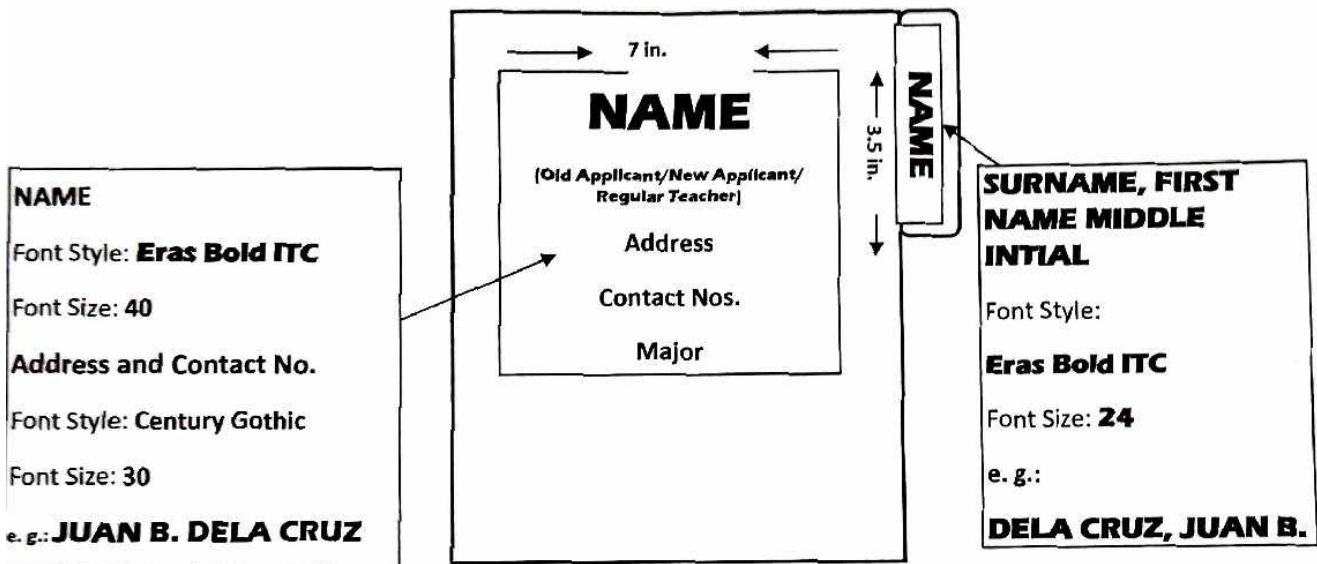 7 in.
NAME
(Old Applicant/New Applicant/
Regular Teacher)
Address
Contact Nos.
Major
3.5 in.
NAME
NAME
Font Style: Eras Bold ITC
Font Size: 40
Address and Contact No.
Font Style: Century Gothic
Font Size: 30
e. g.: JUAN B. DELA CRUZ
SURNAME, FIRST
NAME MIDDLE
INTIAL
Font Style:
Eras Bold ITC
Font Size: 24
e. g.:
DELA CRUZ, JUAN B.